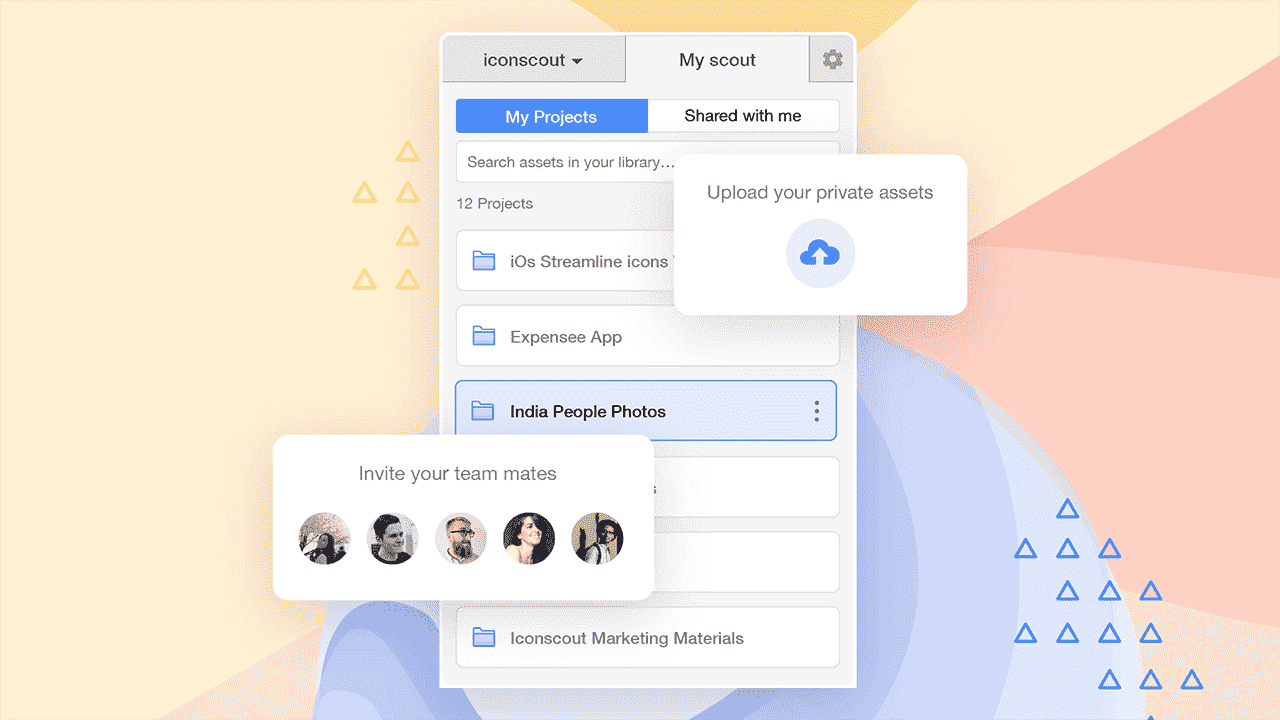 iconscout
My scout
My Projects
Shared with me
Search assets in your library...
Upload your private assets
12 Projects
iOs Streamline icons
Expensee App
India People Photos
Invite your team mates
Iconscout Marketing Materials